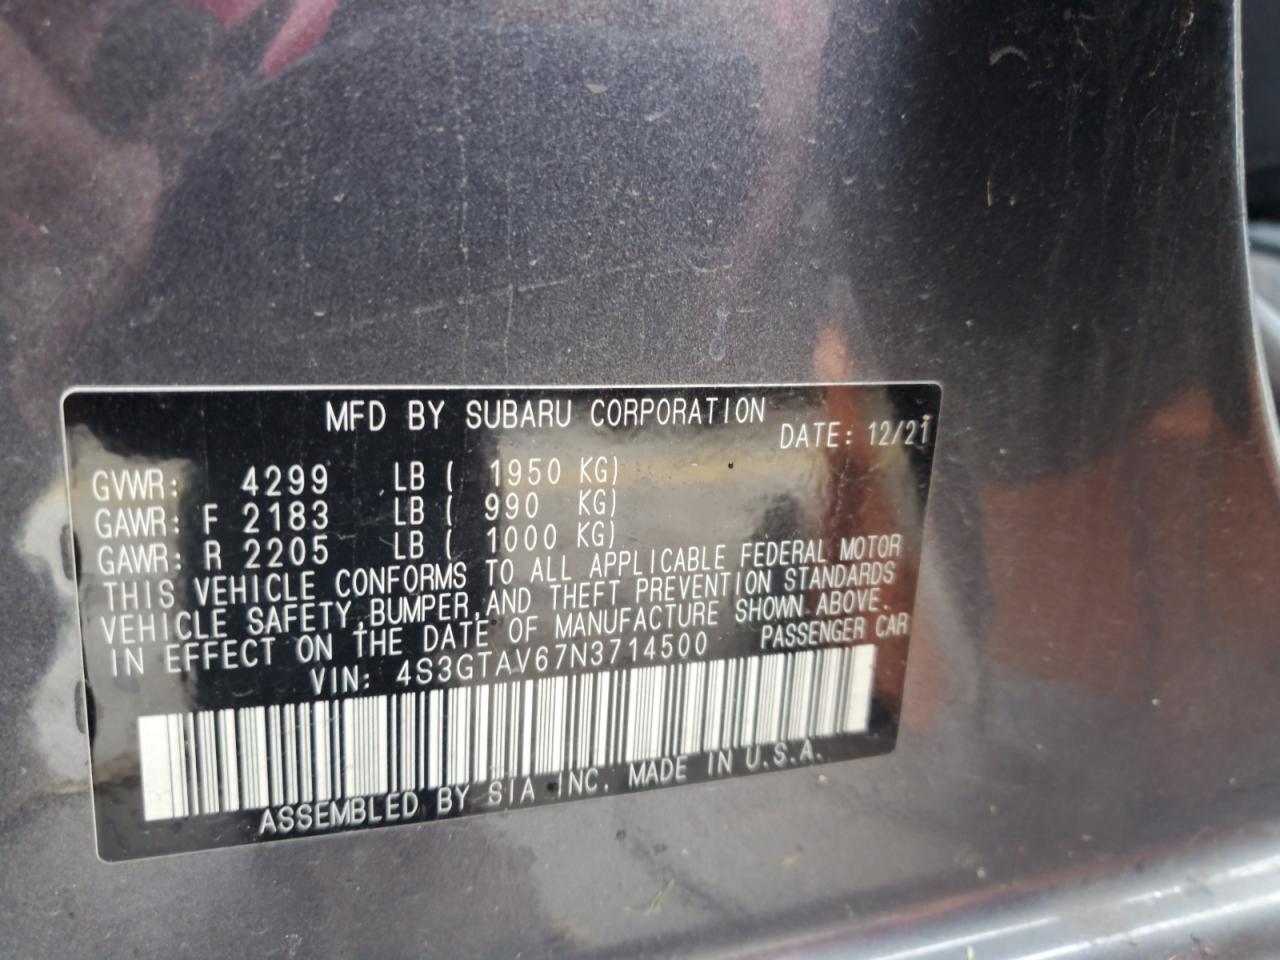 MFD BY SUBARU CORPORATION
DATE: 12/21
GVWR: 4299 LB ( 1950 KG)
GAWR: F 2183 LB ( 990 KG)
GAWR: R 2205 LB ( 1000 KG)
THIS VEHICLE CONFORMS TO ALL APPLICABLE FEDERAL MOTOR
VEHICLE SAFETY, BUMPER, AND THEFT PREVENTION STANDARDS
IN EFFECT ON THE DATE OF MANUFACTURE SHOWN ABOVE.
VIN: 4S3GTAV67N3714500 PASSENGER CAR
ASSEMBLED BY SIA INC. MADE IN U.S.A.